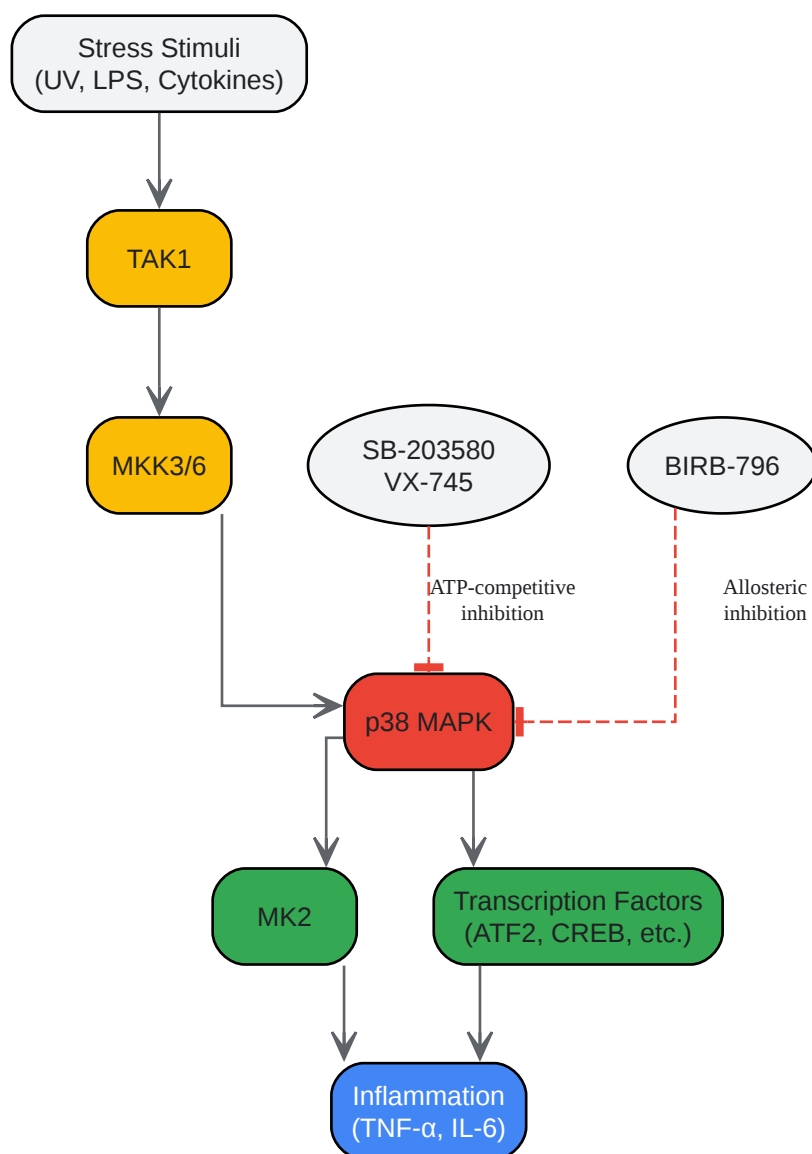 Stress Stimuli
(UV, LPS, Cytokines)
TAK1
MKK3/6
SB-203580
VX-745
BIRB-796
ATP-competitive
inhibition
Allosteric
inhibition
p38 MAPK
MK2
Transcription Factors
(ATF2, CREB, etc.)
Inflammation
(TNF-α, IL-6)